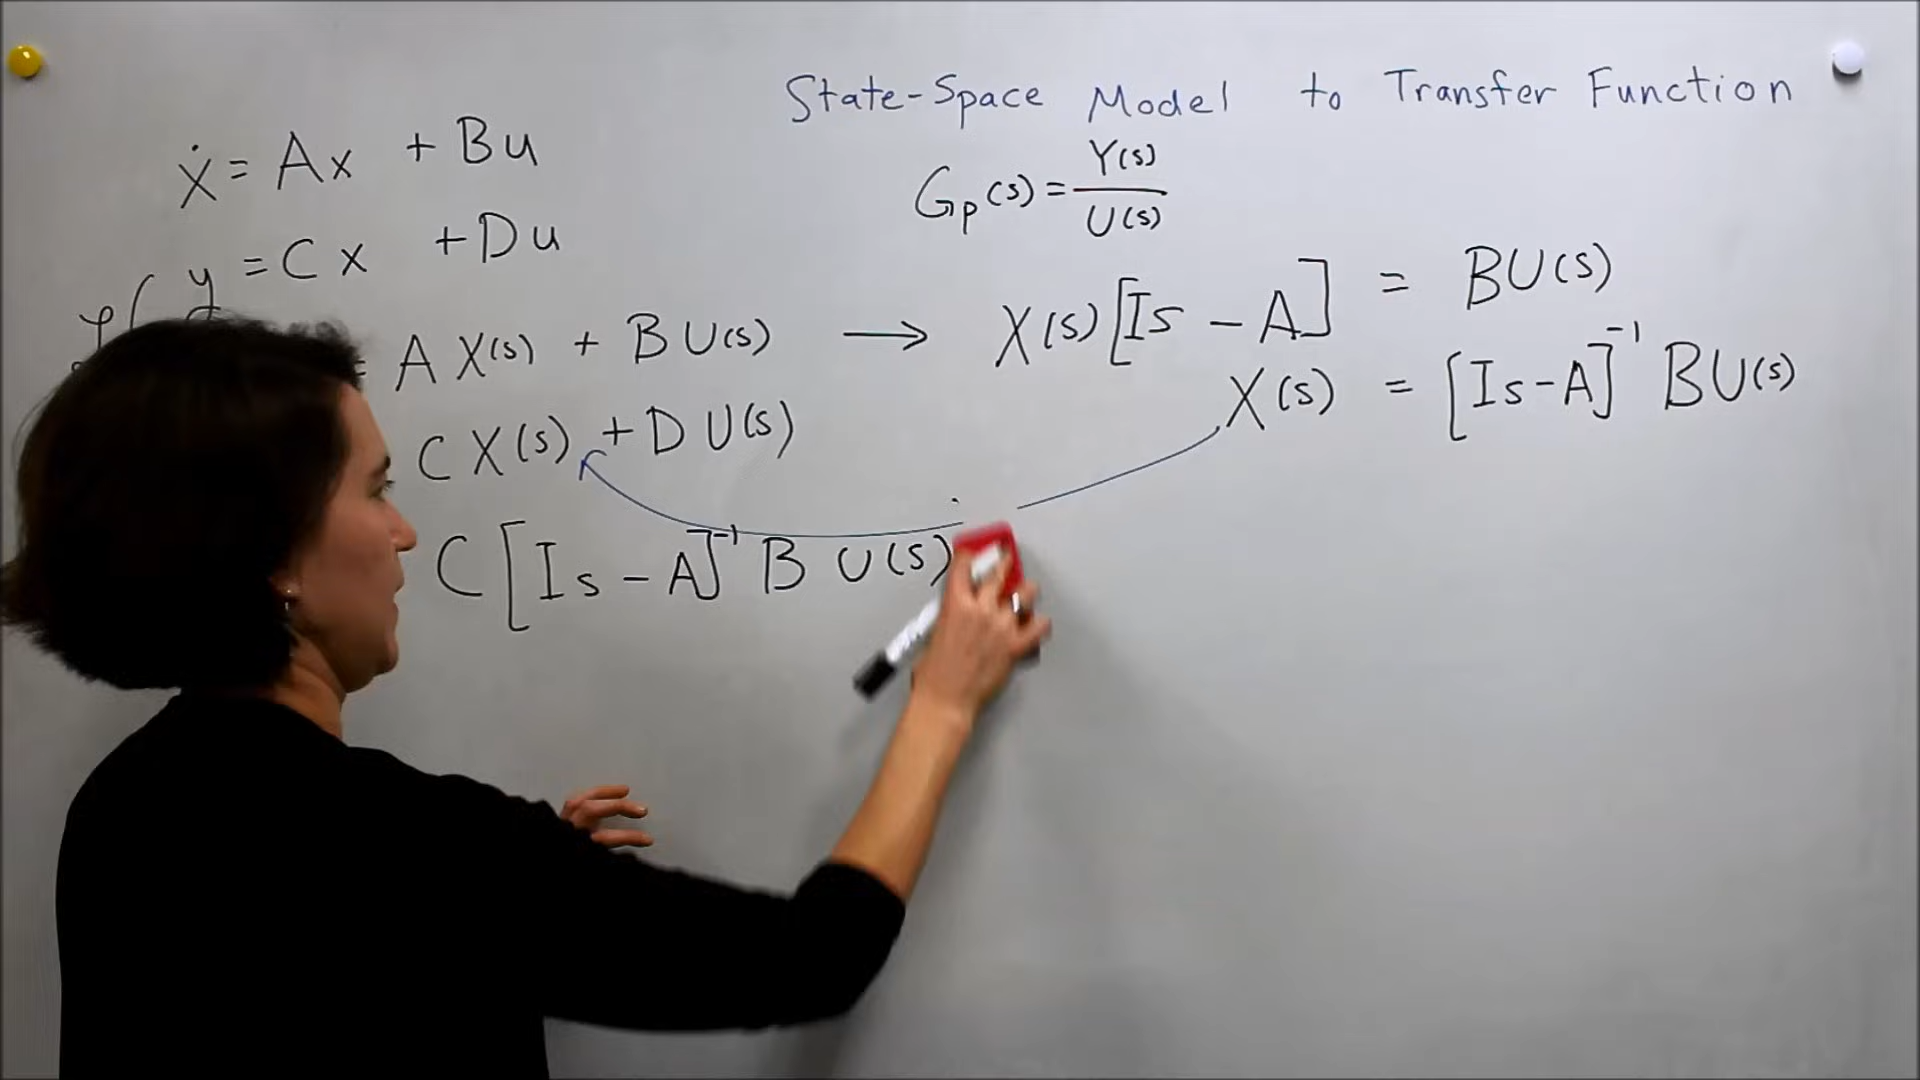 State-Space Model to Transfer Function
ẋ = Ax + Bu
Gp(s) = Y(s) / U(s)
y = Cx + Du
ℒ(
= A X(s) + B U(s) → X(s) [Is - A] = BU(s)
X(s) = [Is - A]⁻¹ BU(s)
C X(s) + D U(s)
C [Is - A]⁻¹ B U(s)